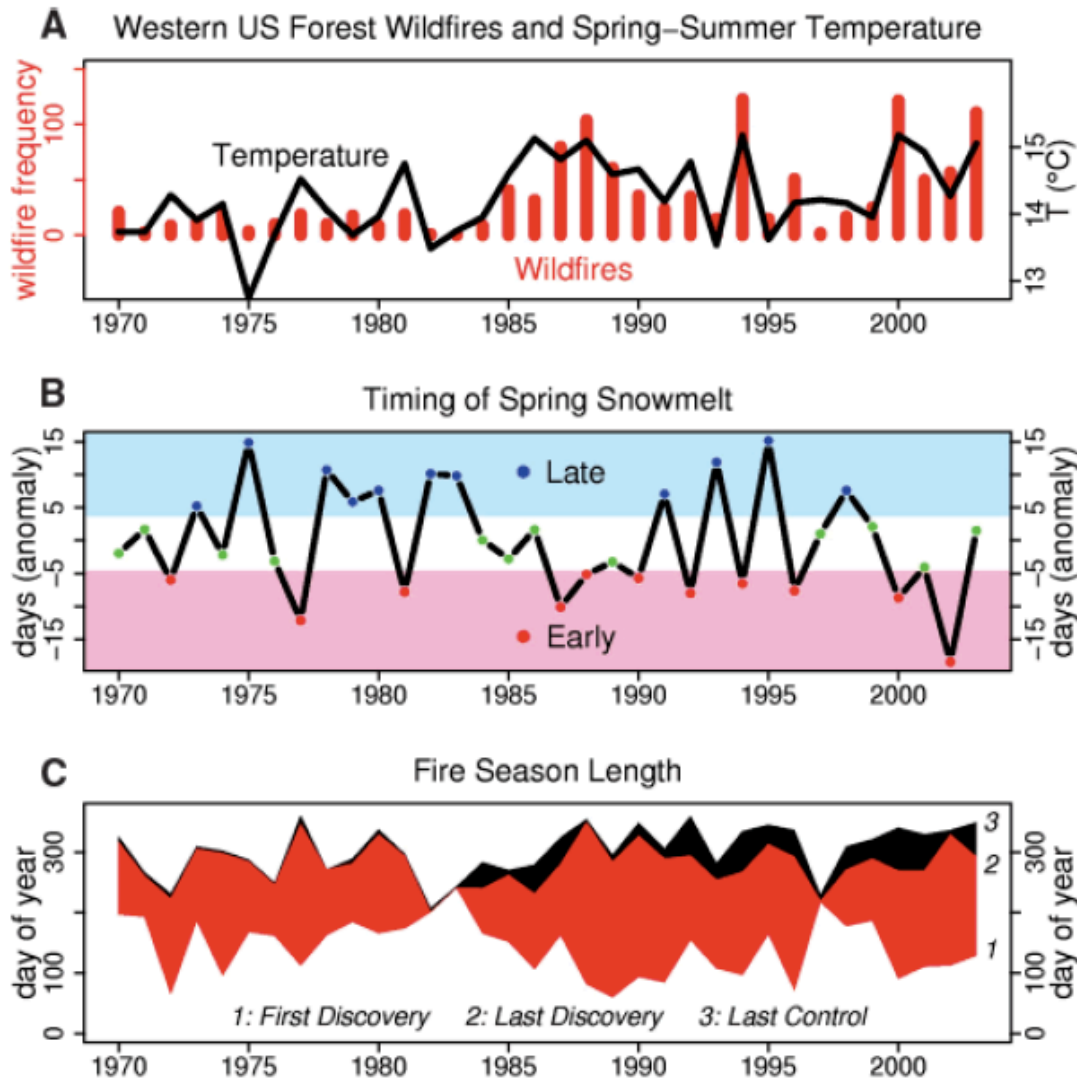 A
Western US Forest Wildfires and Spring−Summer Temperature
wildfire frequency
100
0
Temperature
Wildfires
15
14
13
T (°C)
1970 1975 1980 1985 1990 1995 2000
B
Timing of Spring Snowmelt
days (anomaly)
15
5
−5
−15
Late
Early
15
5
−5
−15
days (anomaly)
1970 1975 1980 1985 1990 1995 2000
C
Fire Season Length
day of year
300
100
0
3
2
1
1: First Discovery 2: Last Discovery 3: Last Control
300
100
0
day of year
1970 1975 1980 1985 1990 1995 2000